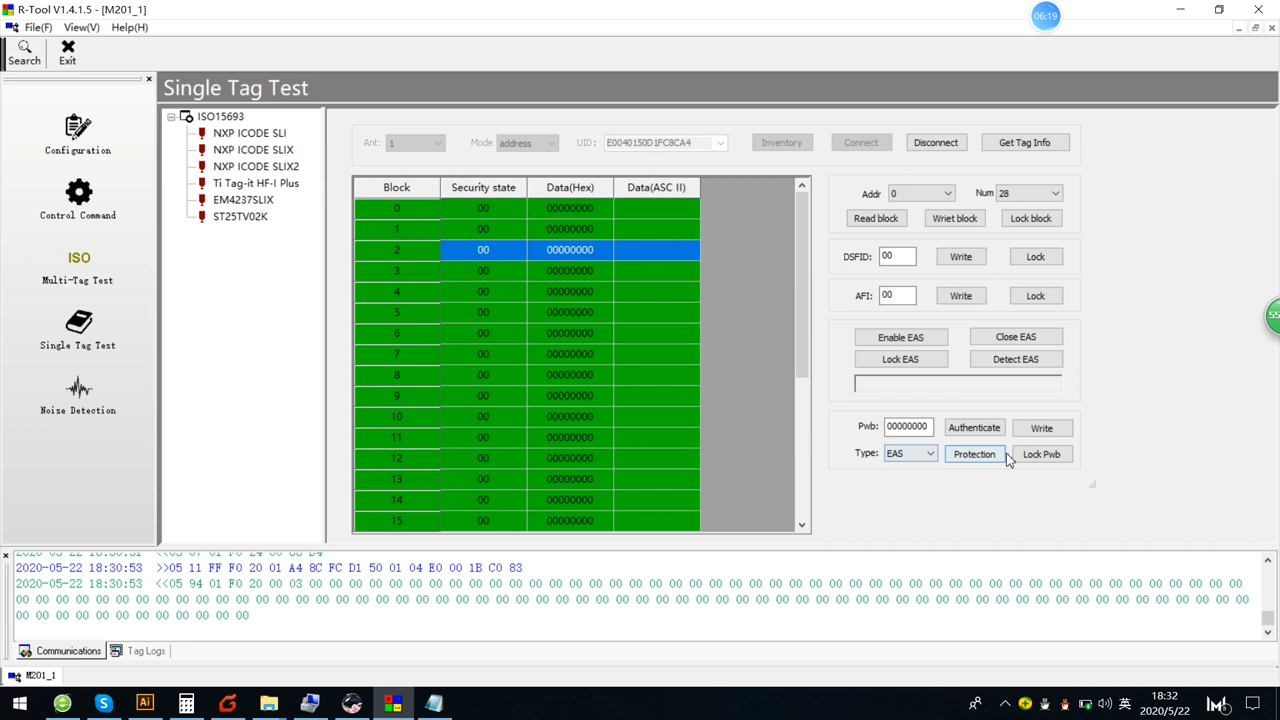 R-Tool V1.4.1.5 - [M201_1]
06:19
File(F) View(V) Help(H)
Search Exit
Single Tag Test
Configuration
Control Command
ISO
Multi-Tag Test
Single Tag Test
Noise Detection
ISO15693
NXP ICODE SLI
NXP ICODE SLIX
NXP ICODE SLIX2
Ti Tag-it HF-I Plus
EM4237SLIX
ST25TV02K
Ant: 1 Mode address UID: E0040150D1FC8CA4 Inventory Connect Disconnect Get Tag Info
Block Security state Data(Hex) Data(ASC II)
0 00 00000000
1 00 00000000
2 00 00000000
3 00 00000000
4 00 00000000
5 00 00000000
6 00 00000000
7 00 00000000
8 00 00000000
9 00 00000000
10 00 00000000
11 00 00000000
12 00 00000000
13 00 00000000
14 00 00000000
15 00 00000000
Addr 0 Num 28
Read block Wriet block Lock block
DSFID: 00 Write Lock
AFI: 00 Write Lock
Enable EAS Close EAS
Lock EAS Detect EAS
Pwb: 00000000 Authenticate Write
Type: EAS Protection Lock Pwb
55
2020-05-22 18:30:53 >>05 11 FF F0 20 01 A4 8C FC D1 50 01 04 E0 00 1B C0 83
2020-05-22 18:30:53 <<05 94 01 F0 20 00 03 00 00 00 00 00 00 00 00 00 00 00 00 00 00 00 00 00 00 00 00 00 00 00 00 00 00 00 00 00 00 00 00 00 00 00 00 00 00 00 00 00 00 00 00 00 00 00 00 00
00 00 00 00 00 00 00 00 00 00 00 00 00 00 00 00 00 00 00 00 00 00 00 00 00 00 00 00 00 00 00 00 00 00 00 00 00 00 00 00 00 00 00 00 00 00 00 00 00 00 00 00 00 00 00 00 00 00 00 00 00 00
00 00 00 00 00 00 00 00 00 00 00 00
Communications Tag Logs
M201_1
英 18:32
2020/5/22